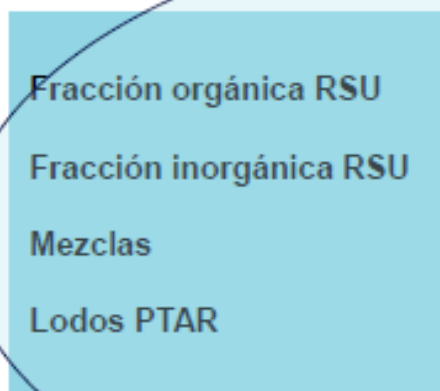 Fracción orgánica RSU
Fracción inorgánica RSU
Mezclas
Lodos PTAR